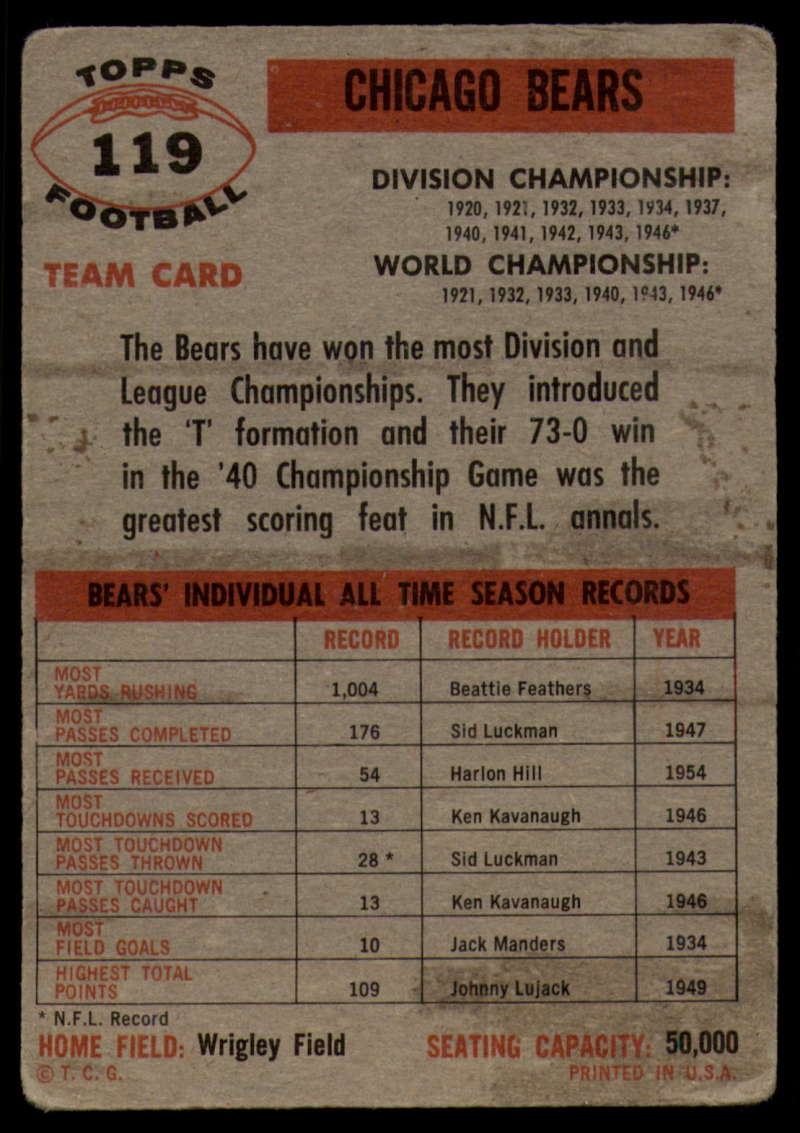 TOPPS
119
FOOTBALL
TEAM CARD
CHICAGO BEARS
DIVISION CHAMPIONSHIP:
1920, 1921, 1932, 1933, 1934, 1937,
1940, 1941, 1942, 1943, 1946*
WORLD CHAMPIONSHIP:
1921, 1932, 1933, 1940, 1943, 1946*
The Bears have won the most Division and
League Championships. They introduced
the 'T' formation and their 73-0 win
in the '40 Championship Game was the
greatest scoring feat in N.F.L. annals.
BEARS' INDIVIDUAL ALL TIME SEASON RECORDS
RECORD RECORD HOLDER YEAR
MOST
YARDS RUSHING 1,004 Beattie Feathers 1934
MOST
PASSES COMPLETED 176 Sid Luckman 1947
MOST
PASSES RECEIVED 54 Harlon Hill 1954
MOST
TOUCHDOWNS SCORED 13 Ken Kavanaugh 1946
MOST TOUCHDOWN
PASSES THROWN 28 * Sid Luckman 1943
MOST TOUCHDOWN
PASSES CAUGHT 13 Ken Kavanaugh 1946
MOST
FIELD GOALS 10 Jack Manders 1934
HIGHEST TOTAL
POINTS 109 Johnny Lujack 1949
* N.F.L. Record
HOME FIELD: Wrigley Field SEATING CAPACITY: 50,000
© T. C. G. PRINTED IN U.S.A.